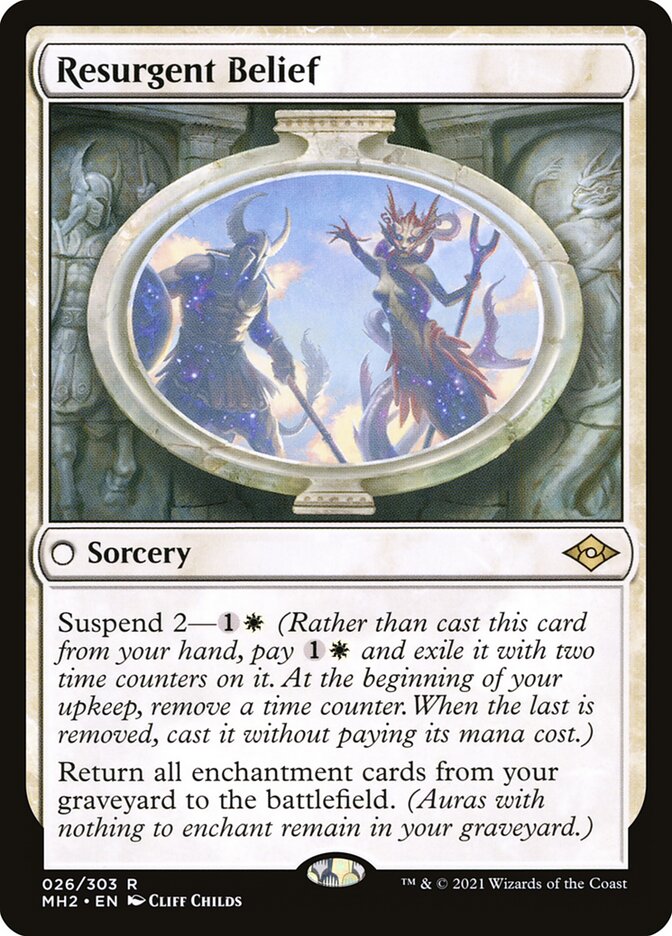 Resurgent Belief
Sorcery
Suspend 2—1 (Rather than cast this card
from your hand, pay 1 and exile it with two
time counters on it. At the beginning of your
upkeep, remove a time counter. When the last is
removed, cast it without paying its mana cost.)
Return all enchantment cards from your
graveyard to the battlefield. (Auras with
nothing to enchant remain in your graveyard.)
026/303 R
MH2 • EN CLIFF CHILDS
™ & © 2021 Wizards of the Coast